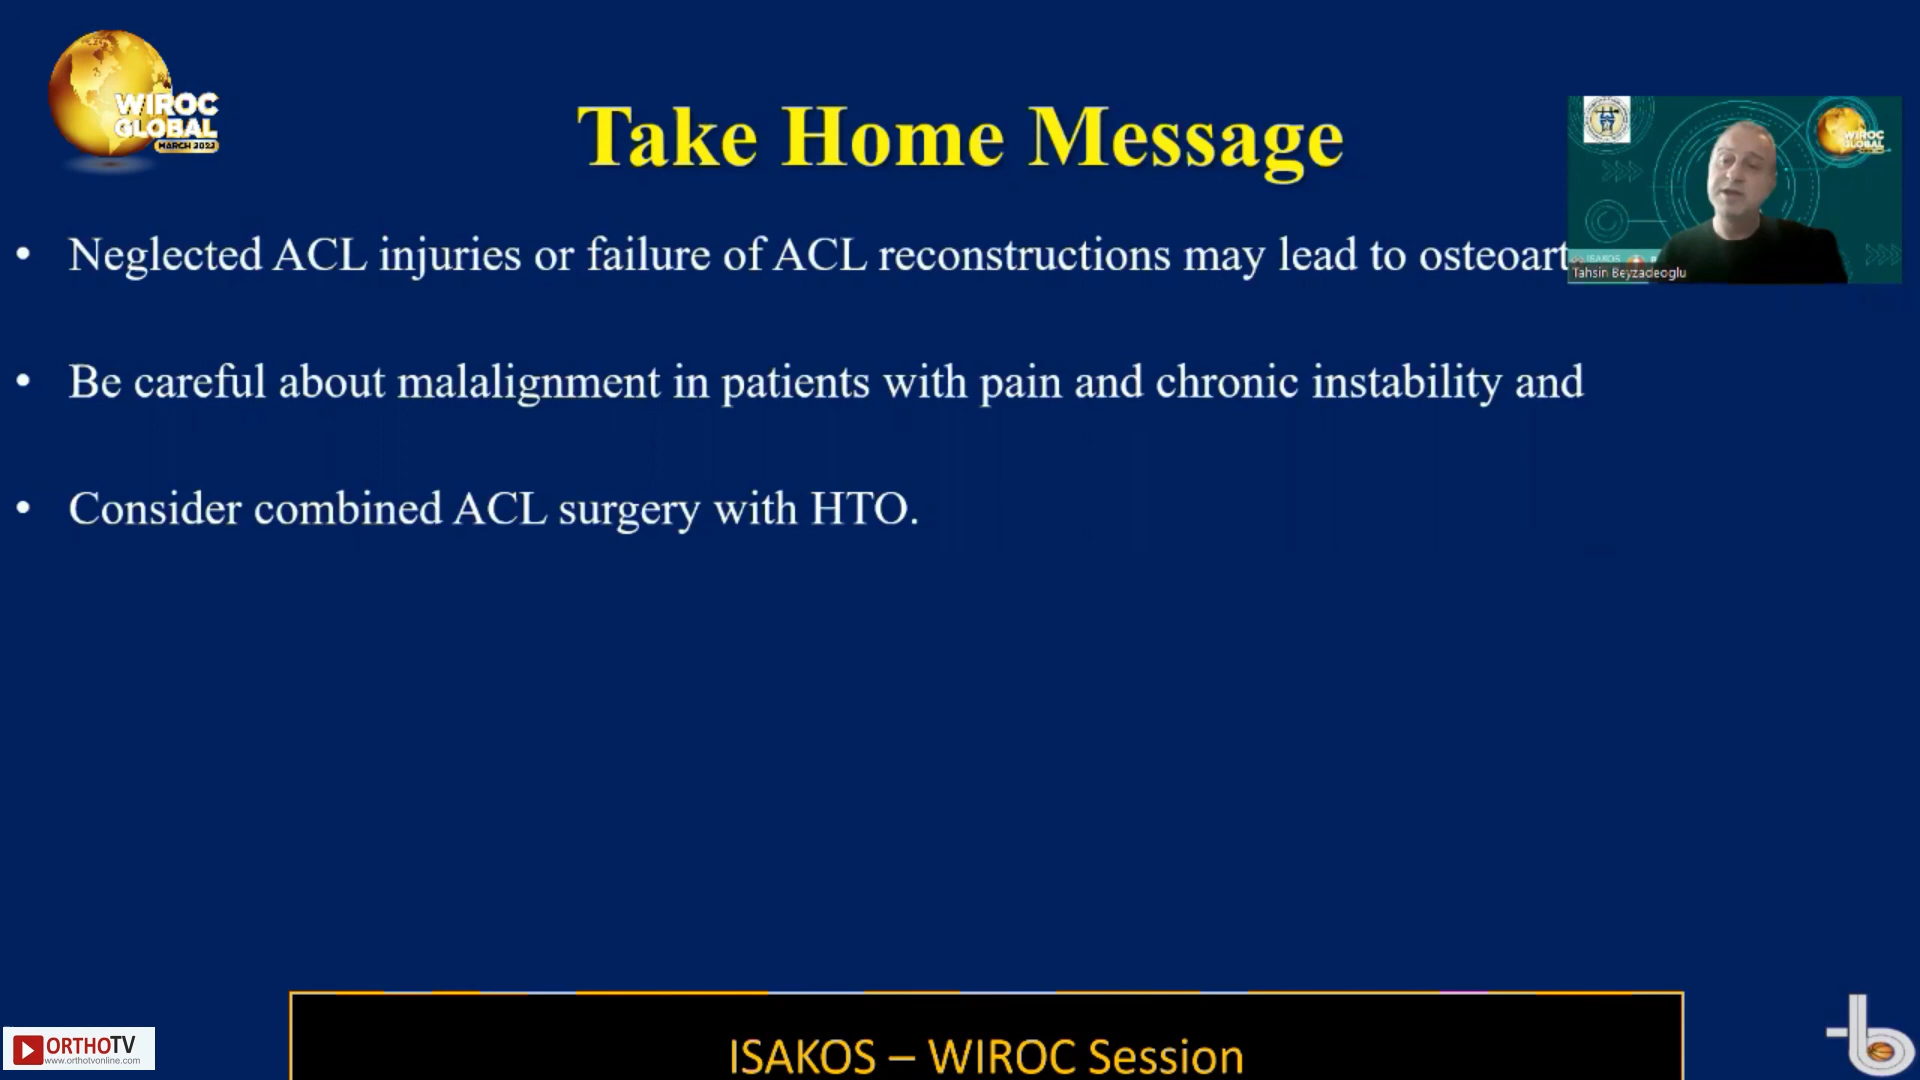 WIROC
GLOBAL
MARCH 2022
Take Home Message
WIROC
GLOBAL
• Neglected ACL injuries or failure of ACL reconstructions may lead to osteoart
ISAKOS
Tahsin Beyzadeoglu
• Be careful about malalignment in patients with pain and chronic instability and
• Consider combined ACL surgery with HTO.
ORTHOTV
www.orthotvonline.com
ISAKOS – WIROC Session